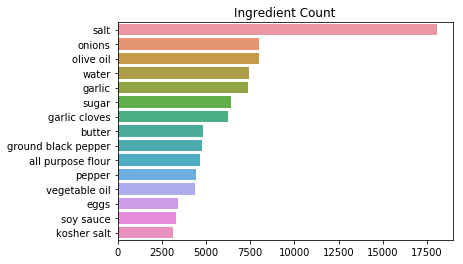 Ingredient Count
salt
onions
olive oil
water
garlic
sugar
garlic cloves
butter
ground black pepper
all purpose flour
pepper
vegetable oil
eggs
soy sauce
kosher salt
0 2500 5000 7500 10000 12500 15000 17500